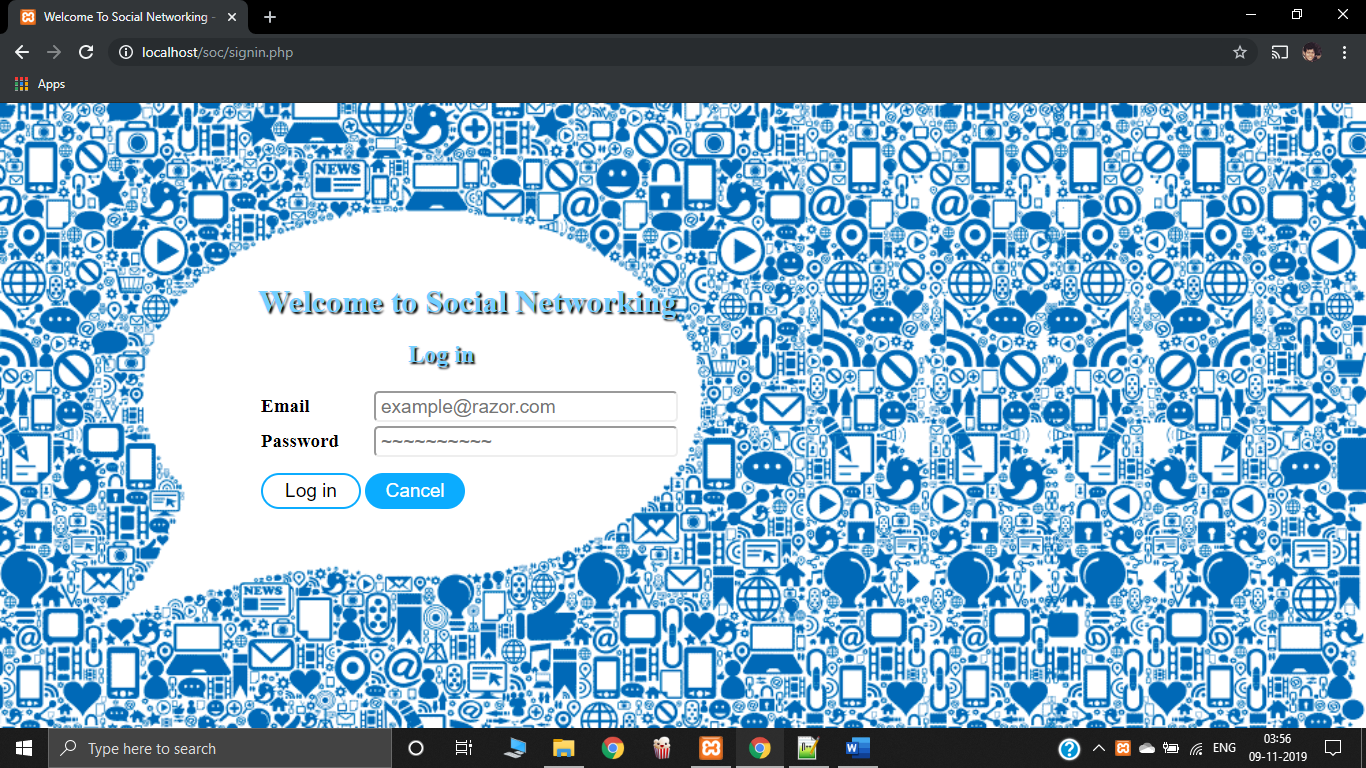 Welcome To Social Networking -
localhost/soc/signin.php
Apps
NEWS
Welcome to Social Networking
Log in
Email
example@razor.com
Password
~~~~~~~~~~
Log in
Cancel
NEWS
Type here to search
ENG
03:56
09-11-2019